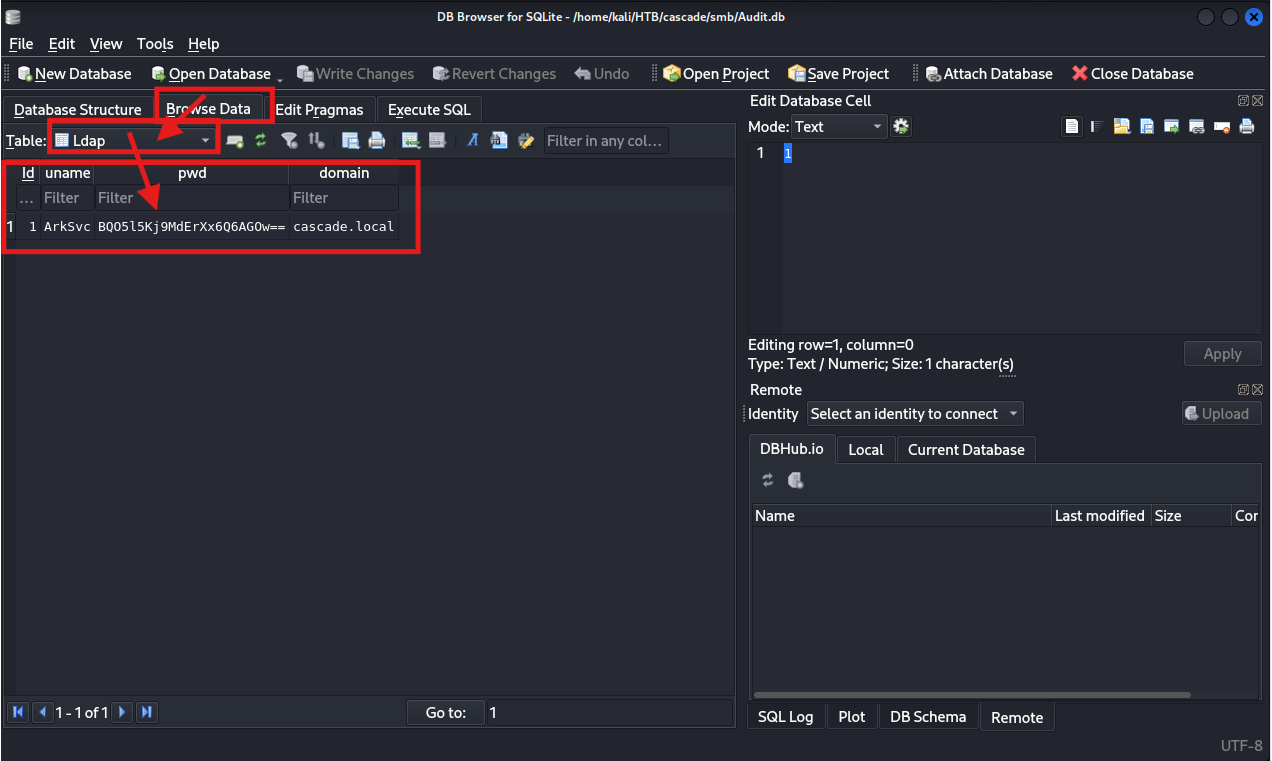 DB Browser for SQLite - /home/kali/HTB/cascade/smb/Audit.db
File Edit View Tools Help
New Database Open Database Write Changes Revert Changes Undo Open Project Save Project Attach Database Close Database
Database Structure Browse Data Edit Pragmas Execute SQL
Table: Ldap Filter in any col...
Id uname pwd domain
... Filter Filter Filter
1 1 ArkSvc BQO5l5Kj9MdErXx6Q6AGOw== cascade.local
1 - 1 of 1 Go to: 1
Edit Database Cell
Mode: Text
1 1
Editing row=1, column=0
Type: Text / Numeric; Size: 1 character(s)
Apply
Remote
Identity Select an identity to connect Upload
DBHub.io Local Current Database
Name Last modified Size Cor
SQL Log Plot DB Schema Remote
UTF-8